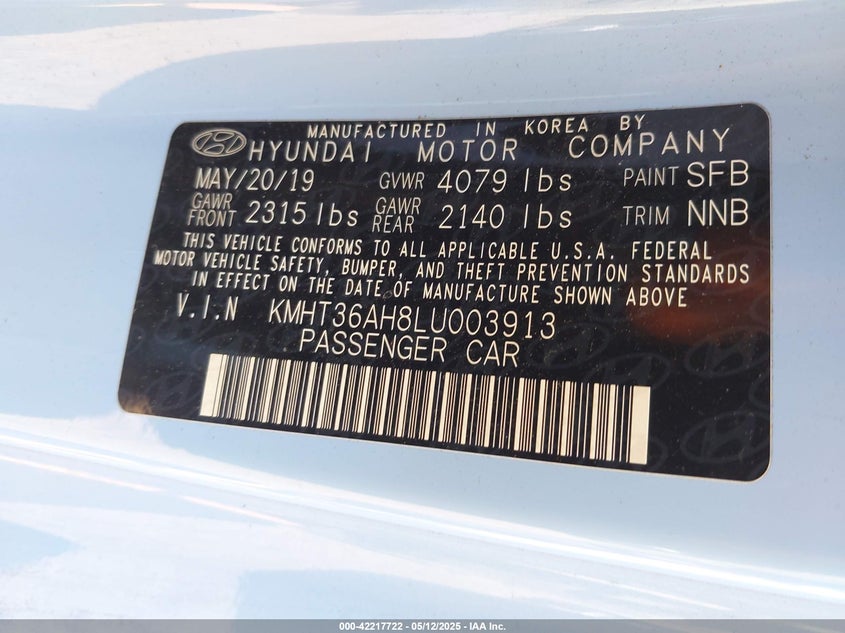 MANUFACTURED IN KOREA BY
HYUNDAI MOTOR COMPANY
MAY/20/19 GVWR 4079 lbs PAINT SFB
GAWR FRONT 2315 lbs GAWR REAR 2140 lbs TRIM NNB
THIS VEHICLE CONFORMS TO ALL APPLICABLE U.S.A. FEDERAL
MOTOR VEHICLE SAFETY, BUMPER, AND THEFT PREVENTION STANDARDS
IN EFFECT ON THE DATE OF MANUFACTURE SHOWN ABOVE
V.I.N KMHT36AH8LU003913
PASSENGER CAR
000-42217722 - 05/12/2025 - IAA Inc.